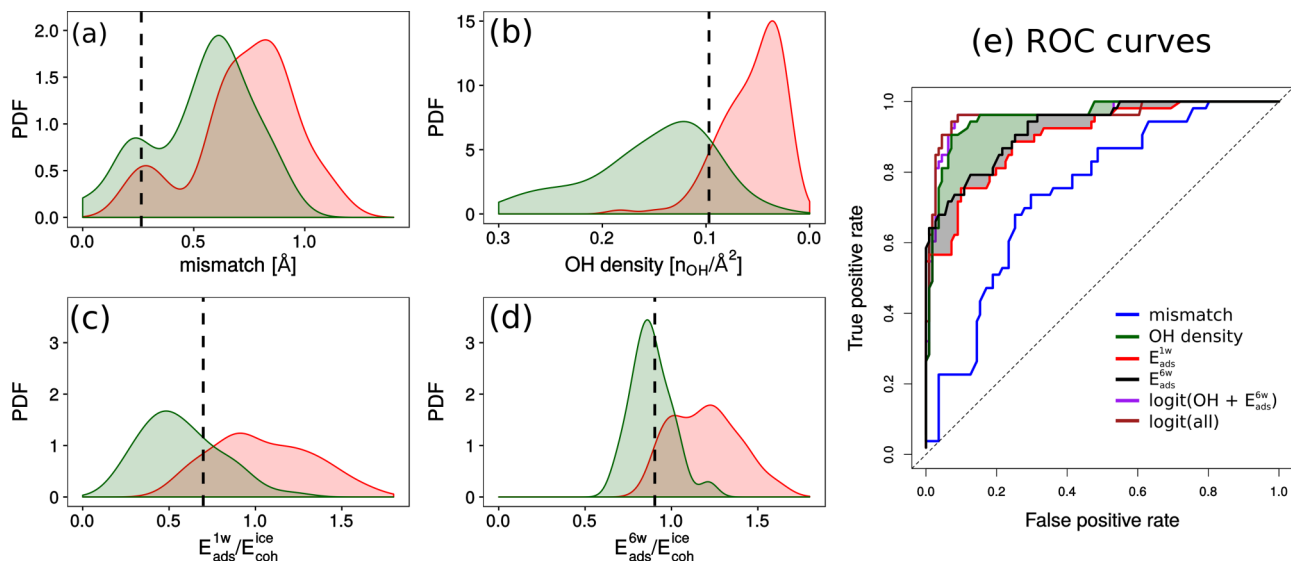 (a)
PDF
2.0
1.5
1.0
0.5
0.0
0.0 0.5 1.0
mismatch [Å]
(b)
PDF
15
10
5
0
0.3 0.2 0.1 0.0
OH density [n_OH/Å²]
(c)
PDF
3
2
1
0
0.0 0.5 1.0 1.5
E_ads^1w/E_coh^ice
(d)
PDF
3
2
1
0
0.0 0.5 1.0 1.5
E_ads^6w/E_coh^ice
(e) ROC curves
True positive rate
1.0
0.8
0.6
0.4
0.2
0.0
mismatch
OH density
E_ads^1w
E_ads^6w
logit(OH + E_ads^6w)
logit(all)
0.0 0.2 0.4 0.6 0.8 1.0
False positive rate